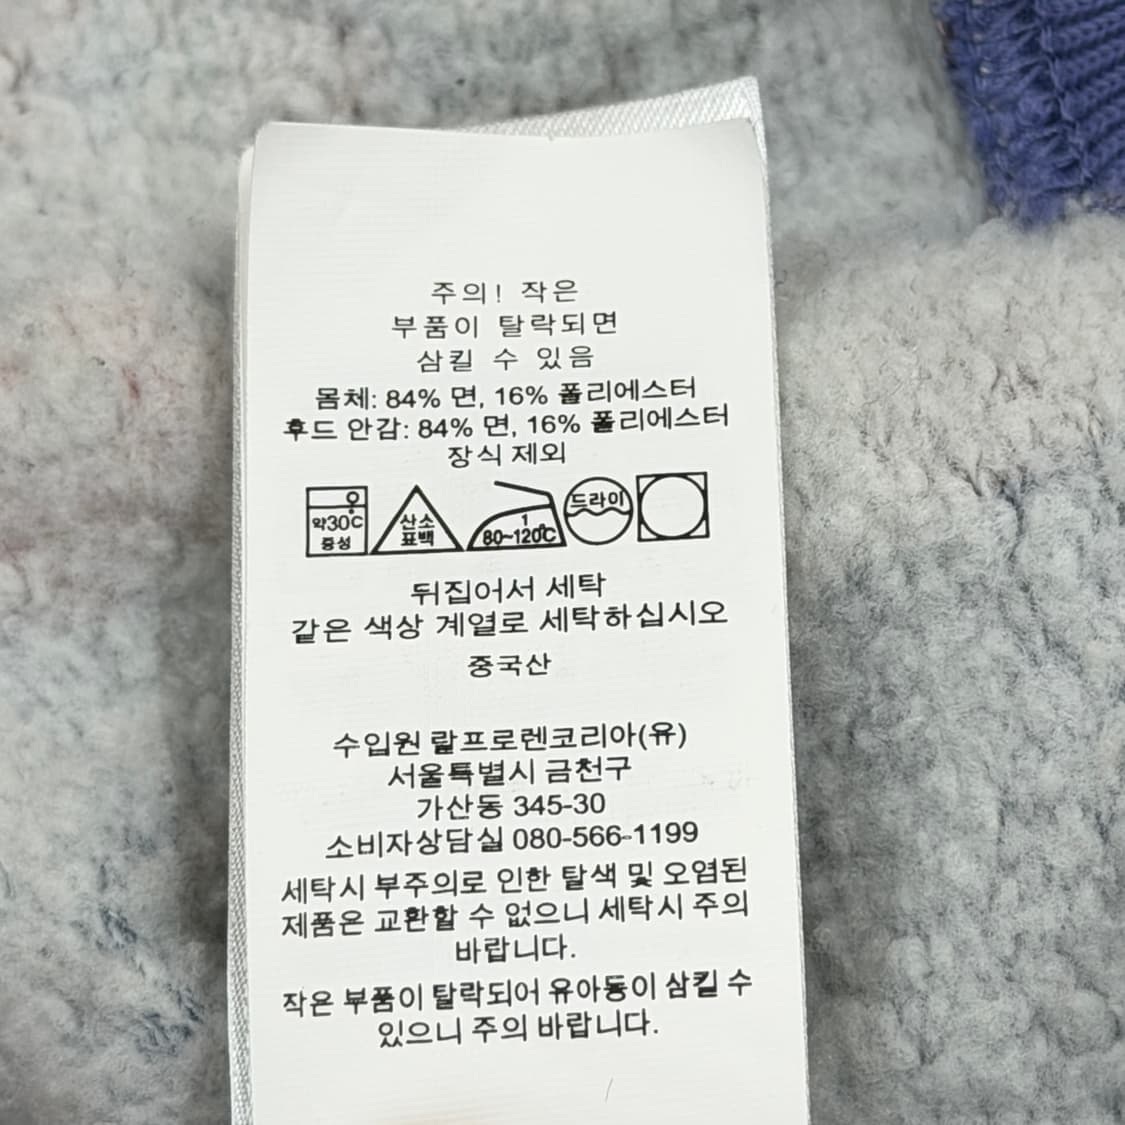 주의! 작은
부품이 탈락되면
삼킬 수 있음
몸체: 84% 면, 16% 폴리에스터
후드 안감: 84% 면, 16% 폴리에스터
장식 제외
약30℃
중성
산소
표백
1
80~120℃
드라이
뒤집어서 세탁
같은 색상 계열로 세탁하십시오
중국산
수입원 랄프로렌코리아(유)
서울특별시 금천구
가산동 345-30
소비자상담실 080-566-1199
세탁시 부주의로 인한 탈색 및 오염된
제품은 교환할 수 없으니 세탁시 주의
바랍니다.
작은 부품이 탈락되어 유아동이 삼킬 수
있으니 주의 바랍니다.